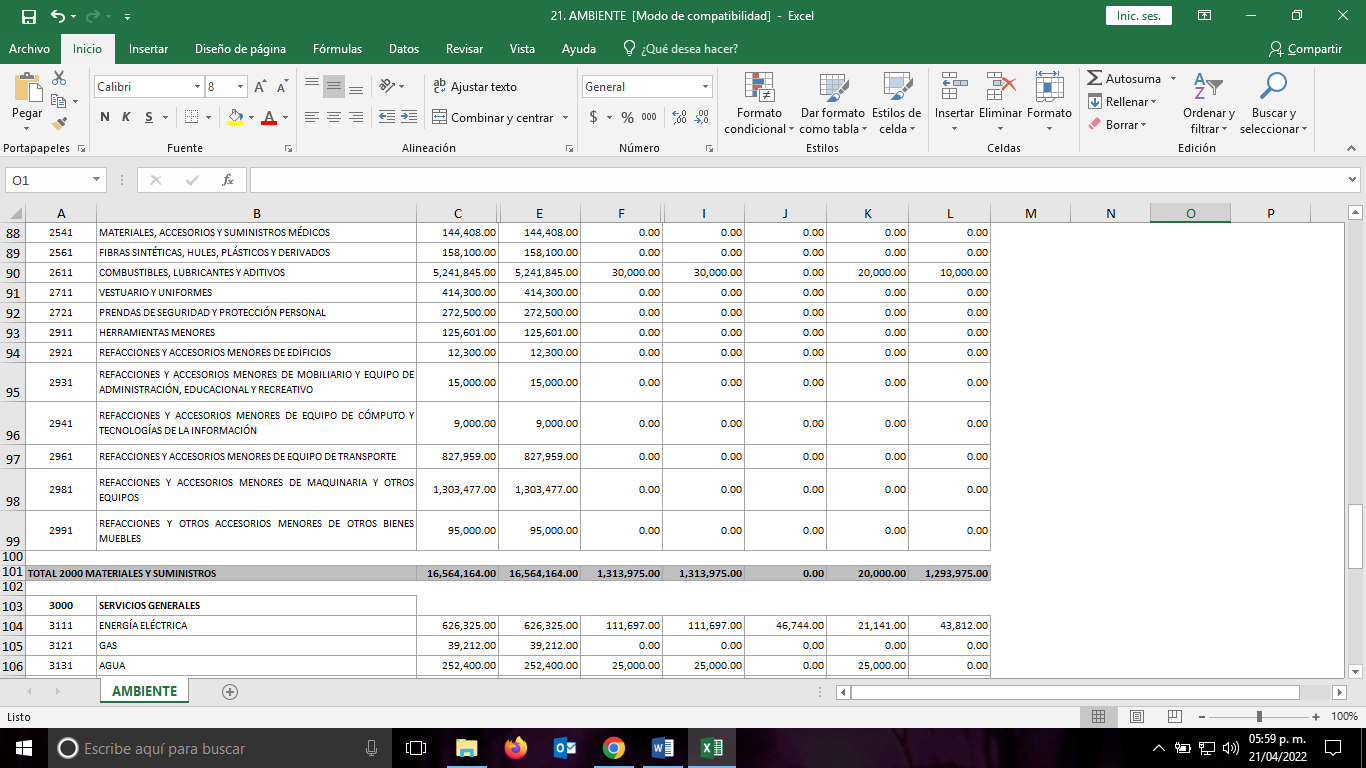 21. AMBIENTE  [Modo de compatibilidad]  -  Excel
Inic. ses.
Archivo Inicio Insertar Diseño de página Fórmulas Datos Revisar Vista Ayuda ¿Qué desea hacer? Compartir
Pegar
Calibri 8
N K S
Ajustar texto
Combinar y centrar
General
$ % 000
Formato condicional
Dar formato como tabla
Estilos de celda
Insertar Eliminar Formato
Autosuma
Rellenar
Borrar
Ordenar y filtrar
Buscar y seleccionar
Portapapeles Fuente Alineación Número Estilos Celdas Edición
O1 fx
A B C E F I J K L M N O P
88 2541 MATERIALES, ACCESORIOS Y SUMINISTROS MÉDICOS 144,408.00 144,408.00 0.00 0.00 0.00 0.00 0.00
89 2561 FIBRAS SINTÉTICAS, HULES, PLÁSTICOS Y DERIVADOS 158,100.00 158,100.00 0.00 0.00 0.00 0.00 0.00
90 2611 COMBUSTIBLES, LUBRICANTES Y ADITIVOS 5,241,845.00 5,241,845.00 30,000.00 30,000.00 0.00 20,000.00 10,000.00
91 2711 VESTUARIO Y UNIFORMES 414,300.00 414,300.00 0.00 0.00 0.00 0.00 0.00
92 2721 PRENDAS DE SEGURIDAD Y PROTECCIÓN PERSONAL 272,500.00 272,500.00 0.00 0.00 0.00 0.00 0.00
93 2911 HERRAMIENTAS MENORES 125,601.00 125,601.00 0.00 0.00 0.00 0.00 0.00
94 2921 REFACCIONES Y ACCESORIOS MENORES DE EDIFICIOS 12,300.00 12,300.00 0.00 0.00 0.00 0.00 0.00
REFACCIONES Y ACCESORIOS MENORES DE MOBILIARIO Y EQUIPO DE
95 2931 ADMINISTRACIÓN, EDUCACIONAL Y RECREATIVO 15,000.00 15,000.00 0.00 0.00 0.00 0.00 0.00
REFACCIONES Y ACCESORIOS MENORES DE EQUIPO DE CÓMPUTO Y
96 2941 TECNOLOGÍAS DE LA INFORMACIÓN 9,000.00 9,000.00 0.00 0.00 0.00 0.00 0.00
97 2961 REFACCIONES Y ACCESORIOS MENORES DE EQUIPO DE TRANSPORTE 827,959.00 827,959.00 0.00 0.00 0.00 0.00 0.00
REFACCIONES Y ACCESORIOS MENORES DE MAQUINARIA Y OTROS
98 2981 EQUIPOS 1,303,477.00 1,303,477.00 0.00 0.00 0.00 0.00 0.00
REFACCIONES Y OTROS ACCESORIOS MENORES DE OTROS BIENES
99 2991 MUEBLES 95,000.00 95,000.00 0.00 0.00 0.00 0.00 0.00
100
101 TOTAL 2000 MATERIALES Y SUMINISTROS 16,564,164.00 16,564,164.00 1,313,975.00 1,313,975.00 0.00 20,000.00 1,293,975.00
102
103 3000 SERVICIOS GENERALES
104 3111 ENERGÍA ELÉCTRICA 626,325.00 626,325.00 111,697.00 111,697.00 46,744.00 21,141.00 43,812.00
105 3121 GAS 39,212.00 39,212.00 0.00 0.00 0.00 0.00 0.00
106 3131 AGUA 252,400.00 252,400.00 25,000.00 25,000.00 0.00 25,000.00 0.00
AMBIENTE
Listo 100%
Escribe aquí para buscar
05:59 p. m.
21/04/2022